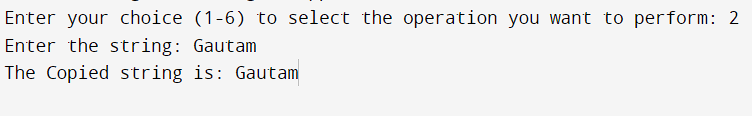 Enter your choice (1-6) to select the operation you want to perform: 2
Enter the string: Gautam
The Copied string is: Gautam